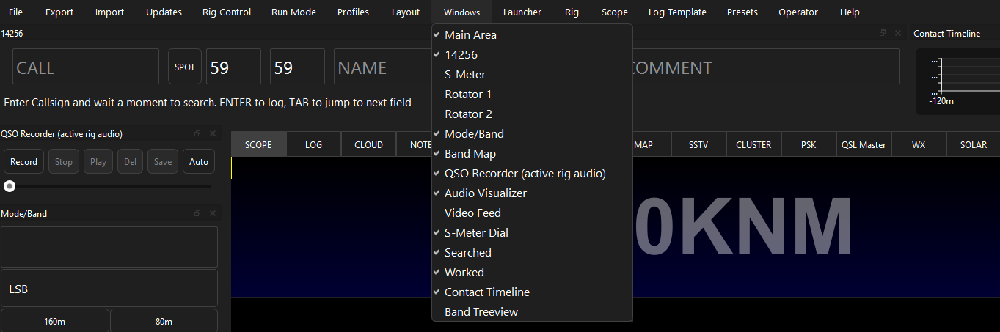 File Export Import Updates Rig Control Run Mode Profiles Layout Windows Launcher Rig Scope Log Template Presets Operator Help
14256
Contact Timeline
CALL SPOT 59 59 NAME COMMENT
...
...
...
-120m
Enter Callsign and wait a moment to search. ENTER to log, TAB to jump to next field
QSO Recorder (active rig audio)
Record Stop Play Del Save Auto
Mode/Band
LSB
160m 80m
SCOPE LOG CLOUD NOTE MAP SSTV CLUSTER PSK QSL Master WX SOLAR
0KNM
Main Area
14256
S-Meter
Rotator 1
Rotator 2
Mode/Band
Band Map
QSO Recorder (active rig audio)
Audio Visualizer
Video Feed
S-Meter Dial
Searched
Worked
Contact Timeline
Band Treeview